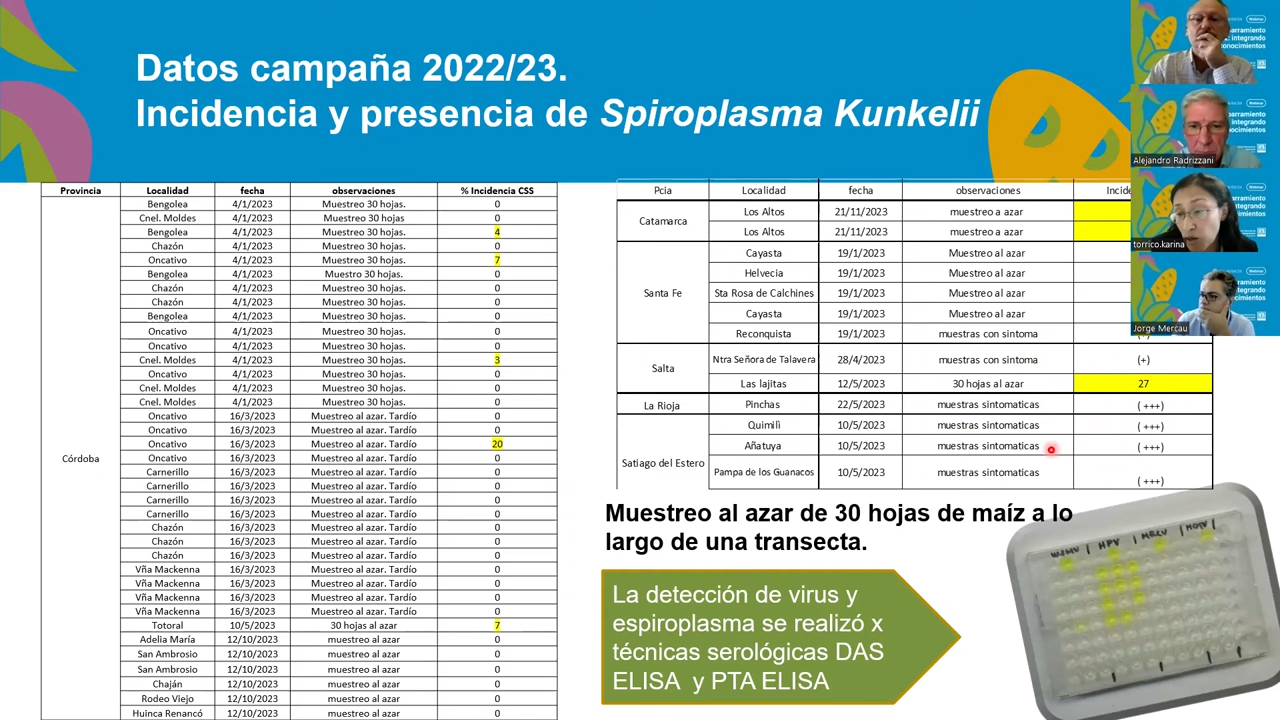 Datos campaña 2022/23.
Incidencia y presencia de Spiroplasma Kunkelii
Provincia Localidad fecha observaciones % Incidencia CSS
Córdoba
Bengolea 4/1/2023 Muestreo 30 hojas. 0
Cnel. Moldes 4/1/2023 Muestreo 30 hojas 0
Bengolea 4/1/2023 Muestreo 30 hojas. 4
Chazón 4/1/2023 Muestreo 30 hojas. 0
Oncativo 4/1/2023 Muestreo 30 hojas. 7
Bengolea 4/1/2023 Muestro 30 hojas. 0
Chazón 4/1/2023 Muestreo 30 hojas. 0
Chazón 4/1/2023 Muestreo 30 hojas. 0
Bengolea 4/1/2023 Muestreo 30 hojas. 0
Oncativo 4/1/2023 Muestreo 30 hojas. 0
Oncativo 4/1/2023 Muestreo 30 hojas. 0
Cnel. Moldes 4/1/2023 Muestreo 30 hojas. 3
Oncativo 4/1/2023 Muestreo 30 hojas. 0
Cnel. Moldes 4/1/2023 Muestreo 30 hojas. 0
Cnel. Moldes 4/1/2023 Muestreo 30 hojas. 0
Oncativo 16/3/2023 Muestreo al azar. Tardío 0
Oncativo 16/3/2023 Muestreo al azar. Tardío 0
Oncativo 16/3/2023 Muestreo al azar. Tardío 20
Oncativo 16/3/2023 Muestreo al azar. Tardío 0
Carnerillo 16/3/2023 Muestreo al azar. Tardío 0
Carnerillo 16/3/2023 Muestreo al azar. Tardío 0
Carnerillo 16/3/2023 Muestreo al azar. Tardío 0
Carnerillo 16/3/2023 Muestreo al azar. Tardío 0
Chazón 16/3/2023 Muestreo al azar. Tardío 0
Chazón 16/3/2023 Muestreo al azar. Tardío 0
Chazón 16/3/2023 Muestreo al azar. Tardío 0
Vña Mackenna 16/3/2023 Muestreo al azar. Tardío 0
Vña Mackenna 16/3/2023 Muestreo al azar. Tardío 0
Vña Mackenna 16/3/2023 Muestreo al azar. Tardío 0
Vña Mackenna 16/3/2023 Muestreo al azar. Tardío 0
Totoral 10/5/2023 30 hojas al azar 7
Adelia María 12/10/2023 muestreo al azar 0
San Ambrosio 12/10/2023 muestreo al azar 0
San Ambrosio 12/10/2023 muestreo al azar 0
Chaján 12/10/2023 muestreo al azar 0
Rodeo Viejo 12/10/2023 muestreo al azar 0
Huinca Renancó 12/10/2023 muestreo al azar 0
Pcia Localidad fecha observaciones
Catamarca
Los Altos 21/11/2023 muestreo a azar
Los Altos 21/11/2023 muestreo a azar
Santa Fe
Cayasta 19/1/2023 Muestreo al azar
Helvecia 19/1/2023 Muestreo al azar
Sta Rosa de Calchines 19/1/2023 Muestreo al azar
Cayasta 19/1/2023 Muestreo al azar
Reconquista 19/1/2023 muestras con sintoma
Salta
Ntra Señora de Talavera 28/4/2023 muestras con sintoma (+)
Las lajitas 12/5/2023 30 hojas al azar 27
La Rioja Pinchas 22/5/2023 muestras sintomaticas ( +++)
Satiago del Estero
Quimilì 10/5/2023 muestras sintomaticas ( +++)
Añatuya 10/5/2023 muestras sintomaticas ( +++)
Pampa de los Guanacos 10/5/2023 muestras sintomaticas ( +++)
Muestreo al azar de 30 hojas de maíz a lo
largo de una transecta.
La detección de virus y
espiroplasma se realizó x
técnicas serológicas DAS
ELISA y PTA ELISA
HPV
Alejandro Radrizzani
torrico.karina
Jorge Mercau